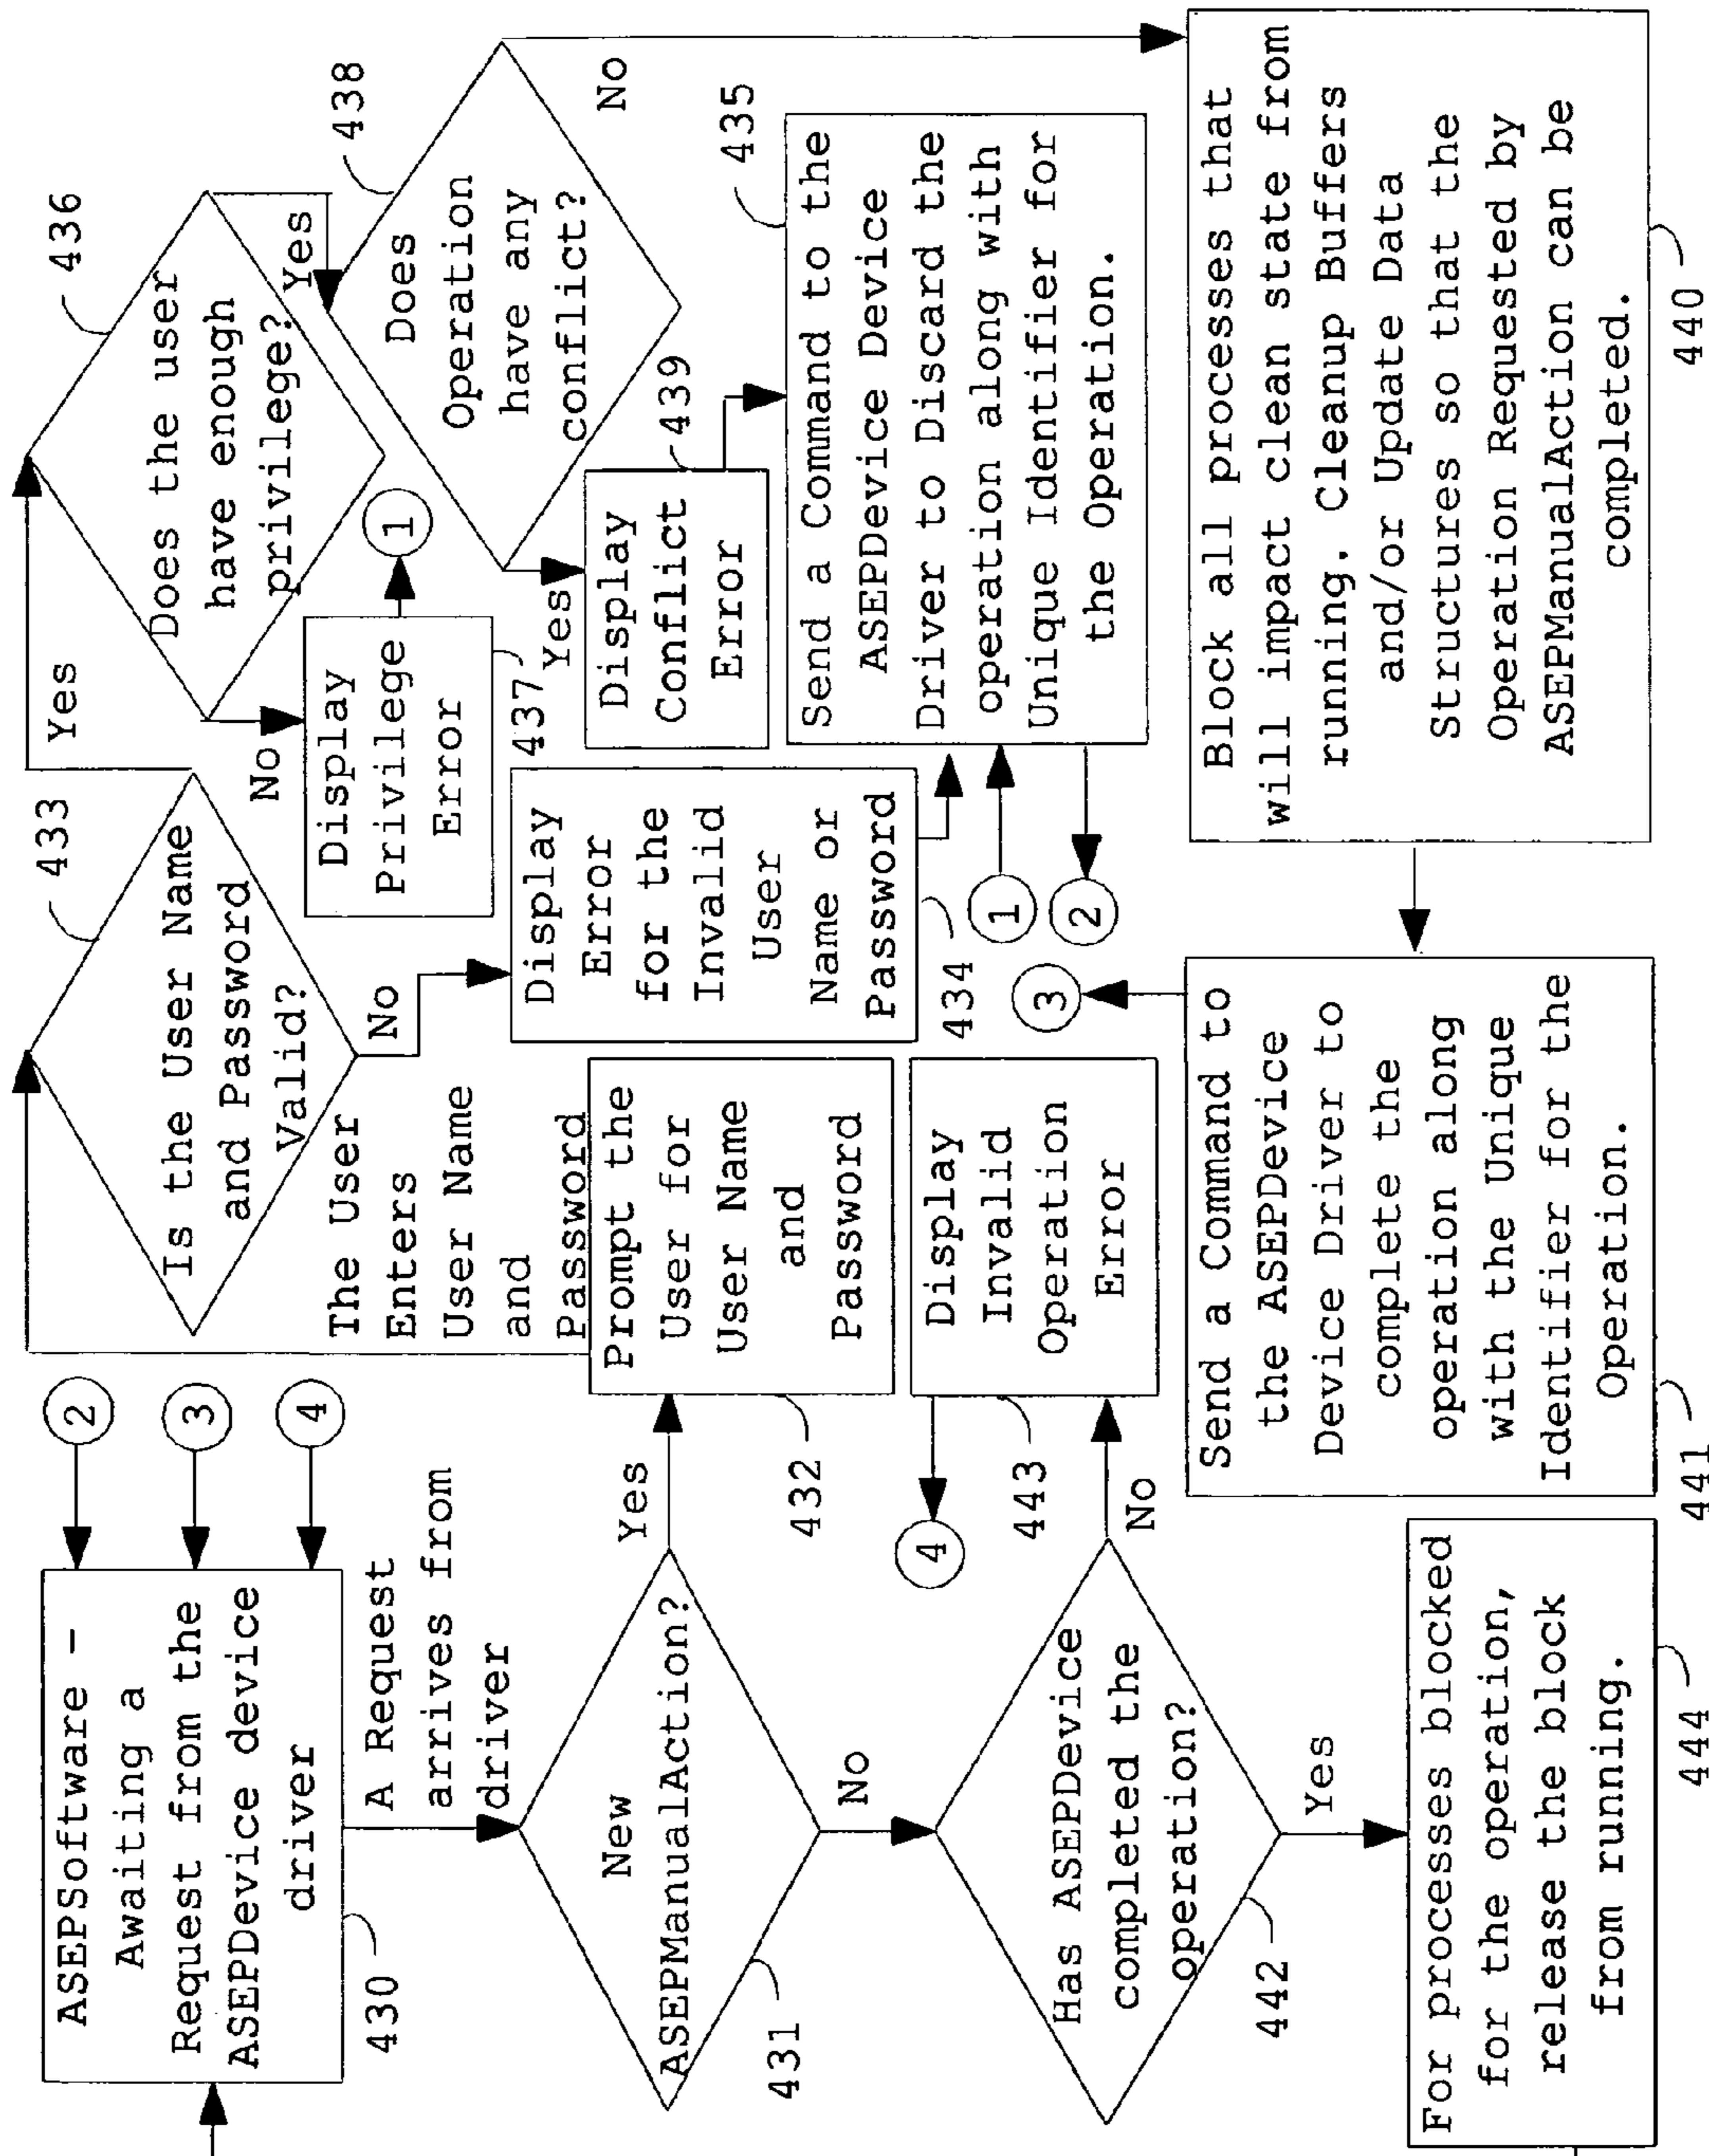 ASEPSoftware –
Awaiting a
Request from the
ASEPDevice device
driver
430
2
3
4
A Request
arrives from
driver
New
ASEPManualAction?
431
Yes
No
Prompt the
User for
User Name
and
Password
432
The User
Enters
User Name
and
Password
Is the User Name
and Password
Valid?
433
Yes
No
Display
Error
for the
Invalid
User
Name or
Password
434
Does the user
have enough
privilege?
436
Yes
No
Display
Privilege
Error
437
1
Does
Operation
have any
conflict?
438
No
Yes
Display
Conflict
Error
439
Send a Command to the
ASEPDevice Device
Driver to Discard the
operation along with
Unique Identifier for
the Operation.
435
1
2
Block all processes that
will impact clean state from
running. Cleanup Buffers
and/or Update Data
Structures so that the
Operation Requested by
ASEPManualAction can be
completed.
440
Send a Command to
the ASEPDevice
Device Driver to
complete the
operation along
with the Unique
Identifier for the
Operation.
441
3
Has ASEPDevice
completed the
operation?
442
No
Display
Invalid
Operation
Error
443
4
Yes
For processes blocked
for the operation,
release the block
from running.
444